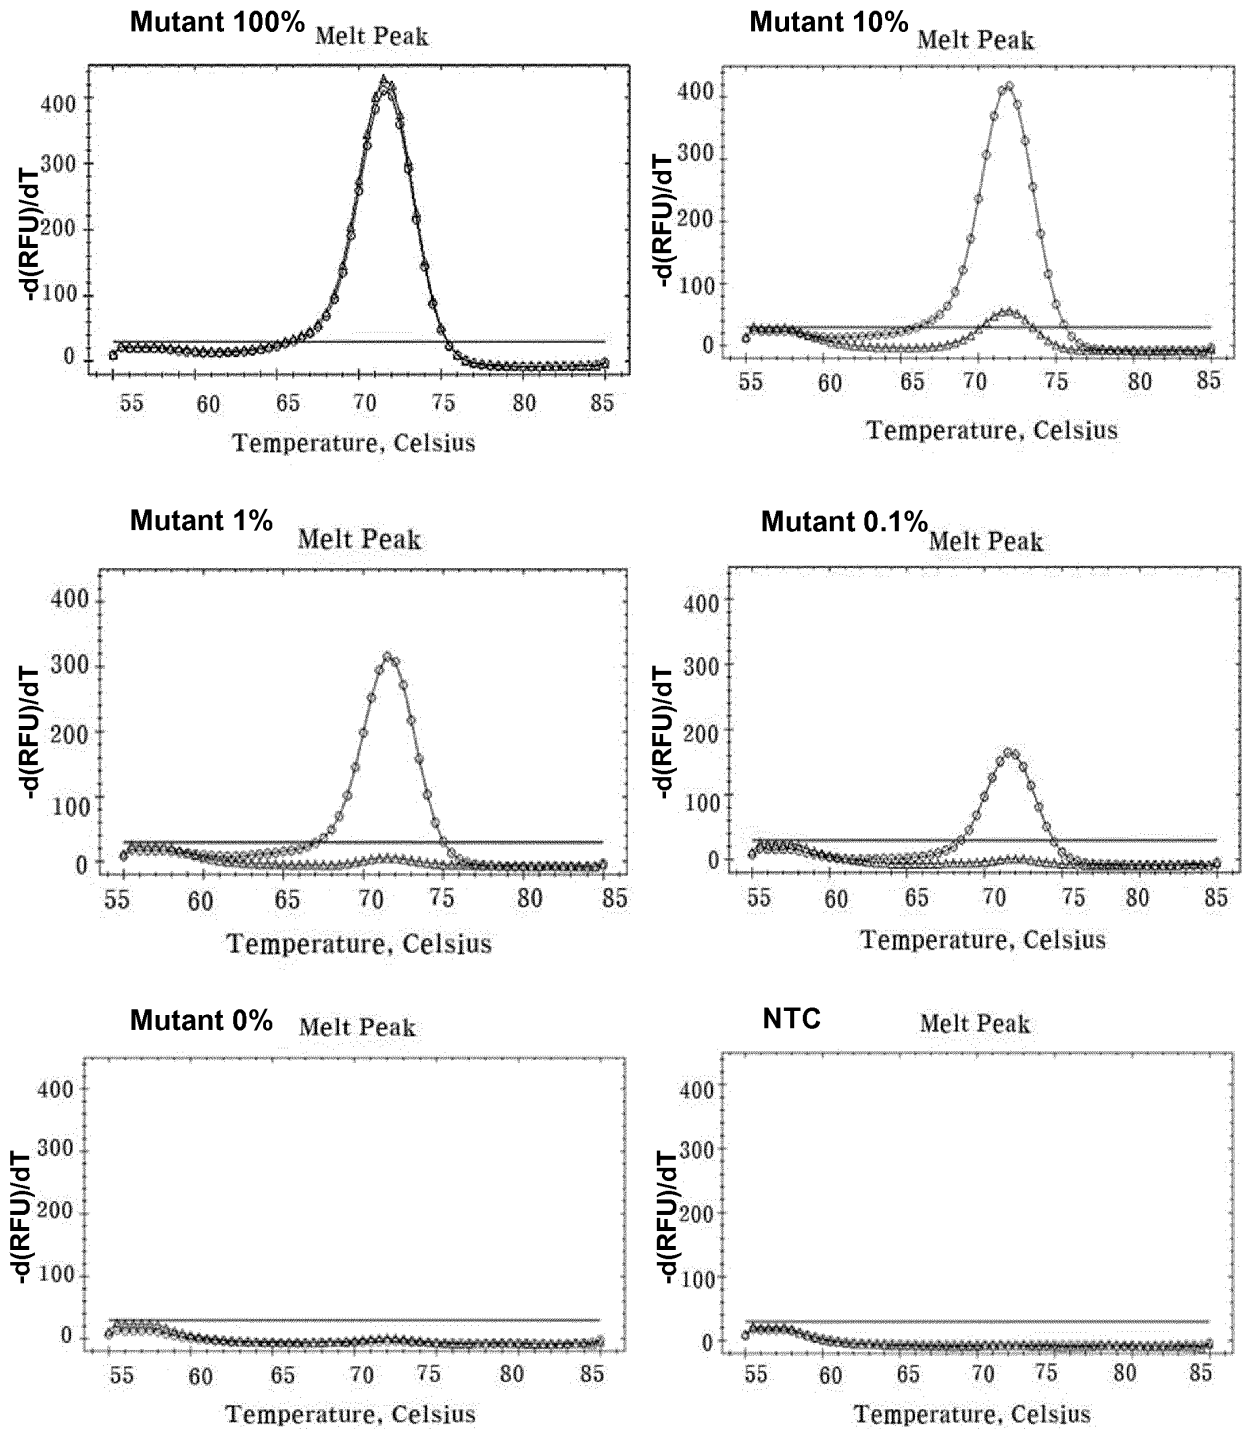 Mutant 100% Melt Peak
-d(RFU)/dT
400
300
200
100
0
55 60 65 70 75 80 85
Temperature, Celsius
Mutant 10% Melt Peak
-d(RFU)/dT
400
300
200
100
0
55 60 65 70 75 80 85
Temperature, Celsius
Mutant 1% Melt Peak
-d(RFU)/dT
400
300
200
100
0
55 60 65 70 75 80 85
Temperature, Celsius
Mutant 0.1% Melt Peak
-d(RFU)/dT
400
300
200
100
0
55 60 65 70 75 80 85
Temperature, Celsius
Mutant 0% Melt Peak
-d(RFU)/dT
400
300
200
100
0
55 60 65 70 75 80 85
Temperature, Celsius
NTC Melt Peak
-d(RFU)/dT
400
300
200
100
0
55 60 65 70 75 80 85
Temperature, Celsius